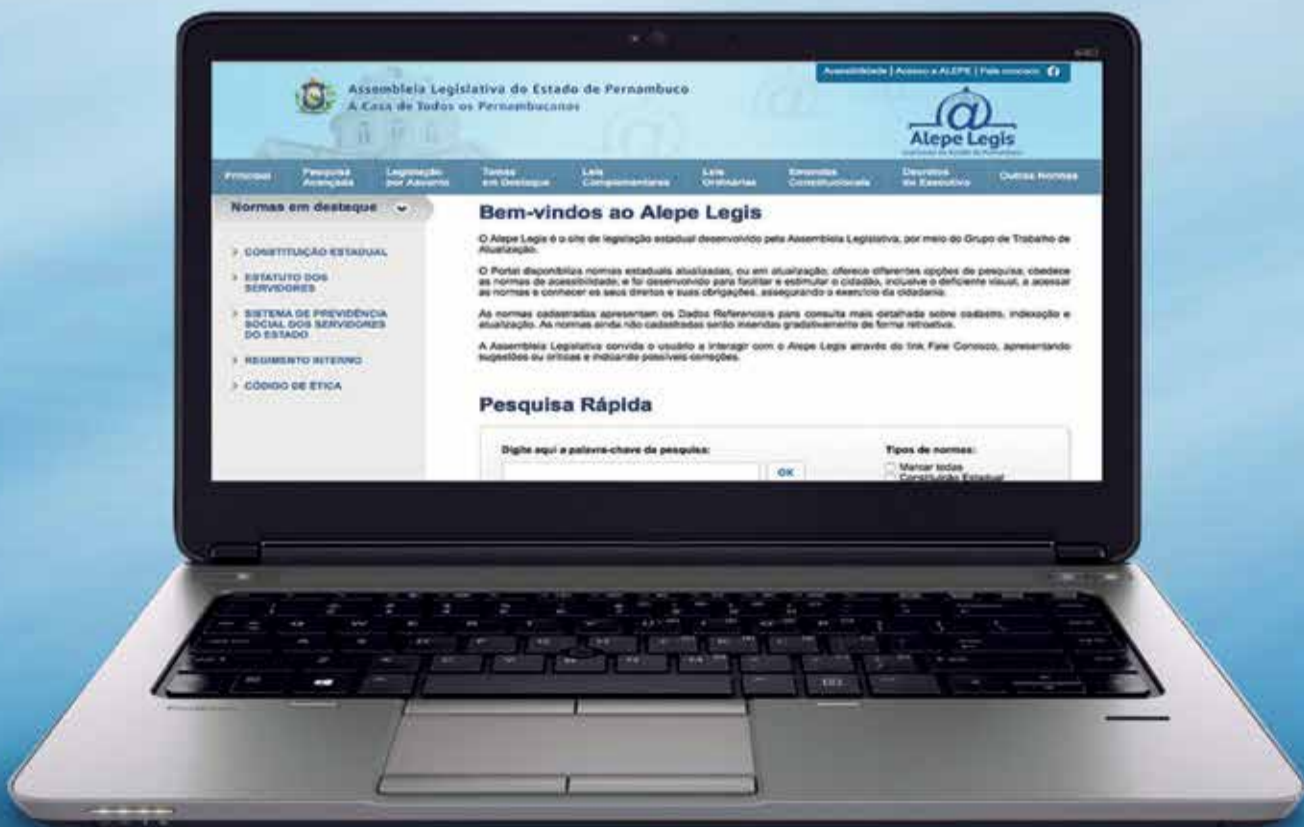 Acessibilidade | Acesso a ALEPE | Fale conosco
Assembleia Legislativa do Estado de Pernambuco
A Casa de Todos os Pernambucanos
Alepe Legis
Principal
Pesquisa
Avançada
Legislação
por Assunto
Temas
em Destaque
Leis
Complementares
Leis
Ordinárias
Emendas
Constitucionais
Decretos
do Executivo
Outras Normas
Normas em destaque
> CONSTITUIÇÃO ESTADUAL
> ESTATUTO DOS
SERVIDORES
> SISTEMA DE PREVIDÊNCIA
SOCIAL DOS SERVIDORES
DO ESTADO
> REGIMENTO INTERNO
> CÓDIGO DE ÉTICA
Bem-vindos ao Alepe Legis
O Alepe Legis é o site de legislação estadual desenvolvido pela Assembleia Legislativa, por meio do Grupo de Trabalho de
Atualização.
O Portal disponibiliza normas estaduais atualizadas, ou em atualização, oferece diferentes opções de pesquisa, obedece
as normas de acessibilidade, e foi desenvolvido para facilitar e estimular o cidadão, inclusive o deficiente visual, a acessar
as normas e conhecer os seus direitos e suas obrigações, assegurando o exercício da cidadania.
As normas cadastradas apresentam os Dados Referenciais para consulta mais detalhada sobre cadastro, indexação e
atualização. As normas ainda não cadastradas serão inseridas gradativamente de forma retroativa.
A Assembleia Legislativa convida o usuário a interagir com o Alepe Legis através do link Fale Conosco, apresentando
sugestões ou críticas e indicando possíveis correções.
Pesquisa Rápida
Digite aqui a palavra-chave da pesquisa:
OK
Tipos de normas:
Marcar todas
Constituição Estadual